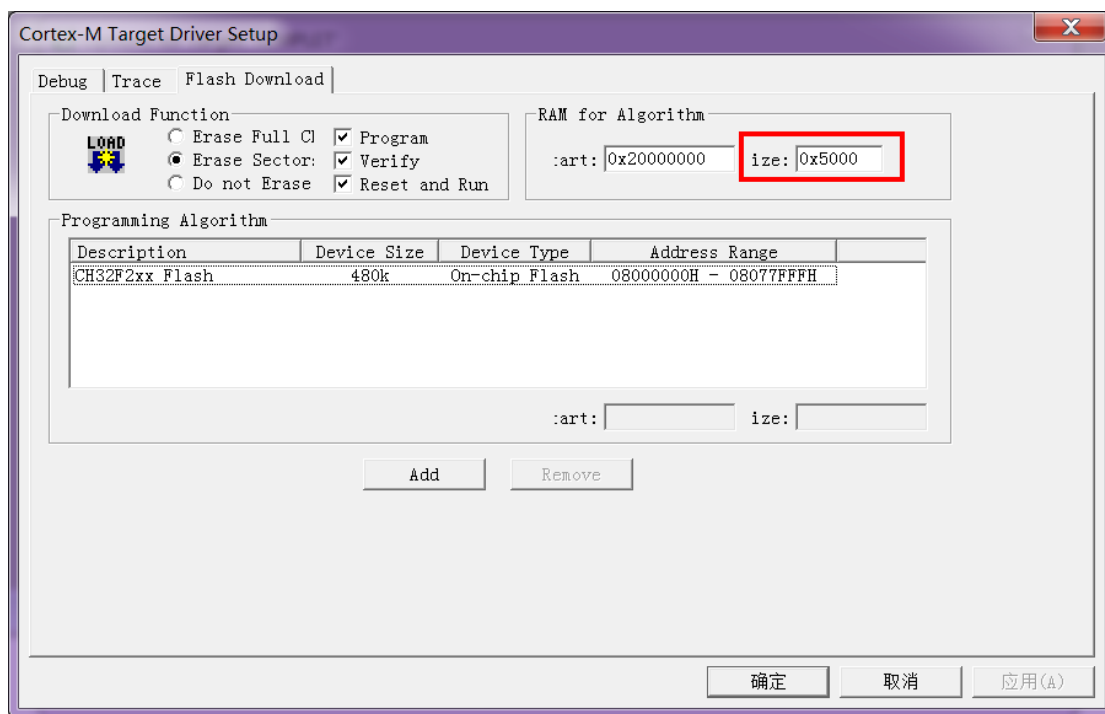 Cortex-M Target Driver Setup
Debug Trace Flash Download
Download Function
LOAD
Erase Full Cl
Program
Erase Sector:
Verify
Do not Erase
Reset and Run
RAM for Algorithm
:art: 0x20000000 ize: 0x5000
Programming Algorithm
Description Device Size Device Type Address Range
CH32F2xx Flash 480k On-chip Flash 08000000H - 08077FFFH
:art: ize:
Add Remove
确定 取消 应用(A)